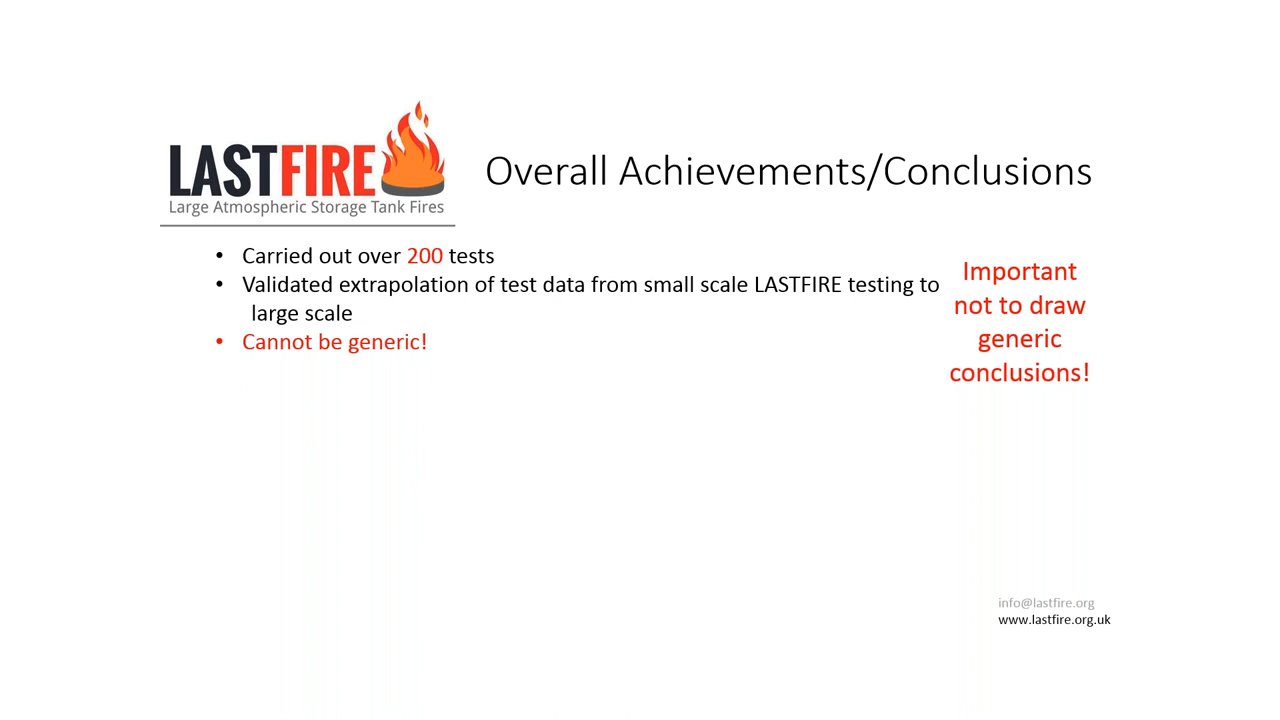 LASTFIRE
Large Atmospheric Storage Tank Fires
Overall Achievements/Conclusions
• Carried out over 200 tests
• Validated extrapolation of test data from small scale LASTFIRE testing to
large scale
• Cannot be generic!
Important
not to draw
generic
conclusions!
info@lastfire.org
www.lastfire.org.uk